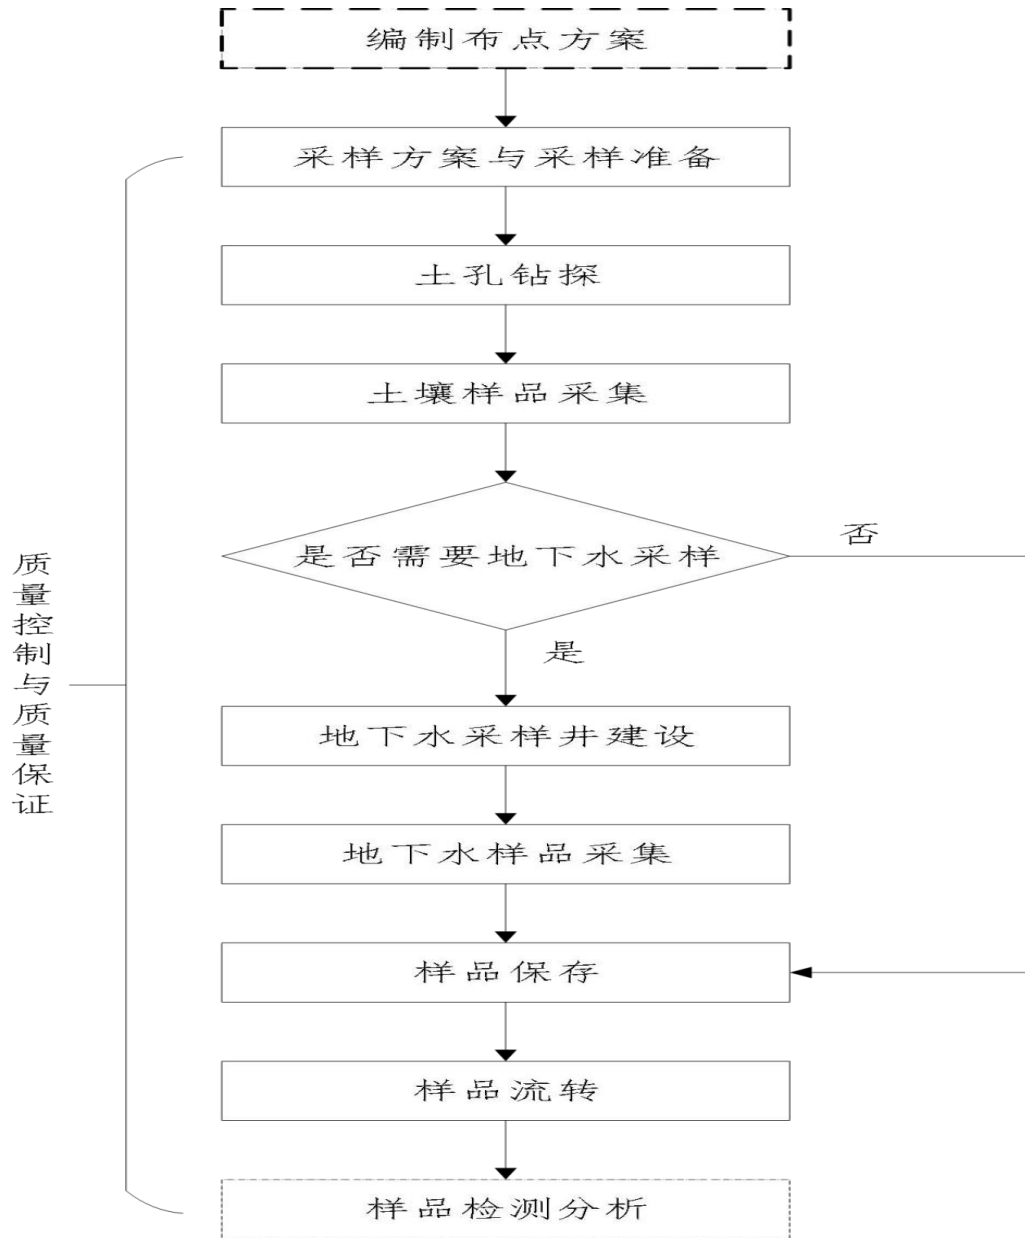 编制布点方案
采样方案与采样准备
土孔钻探
土壤样品采集
是否需要地下水采样
否
是
地下水采样井建设
地下水样品采集
样品保存
样品流转
样品检测分析
质量控制与质量保证